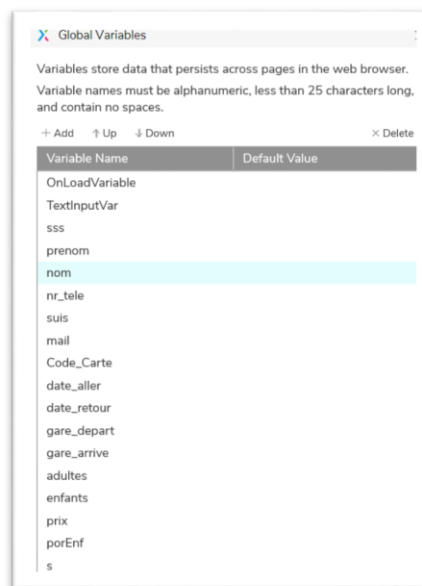 Global Variables
Variables store data that persists across pages in the web browser.
Variable names must be alphanumeric, less than 25 characters long,
and contain no spaces.
+ Add ↑ Up ↓ Down × Delete
Variable Name Default Value
OnLoadVariable
TextInputVar
sss
prenom
nom
nr_tele
suis
mail
Code_Carte
date_aller
date_retour
gare_depart
gare_arrive
adultes
enfants
prix
porEnf
s